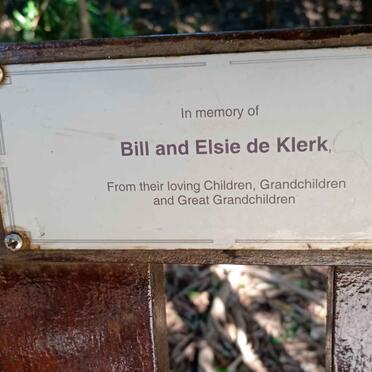 In memory of
Bill and Elsie de Klerk,
From their loving Children, Grandchildren
and Great Grandchildren